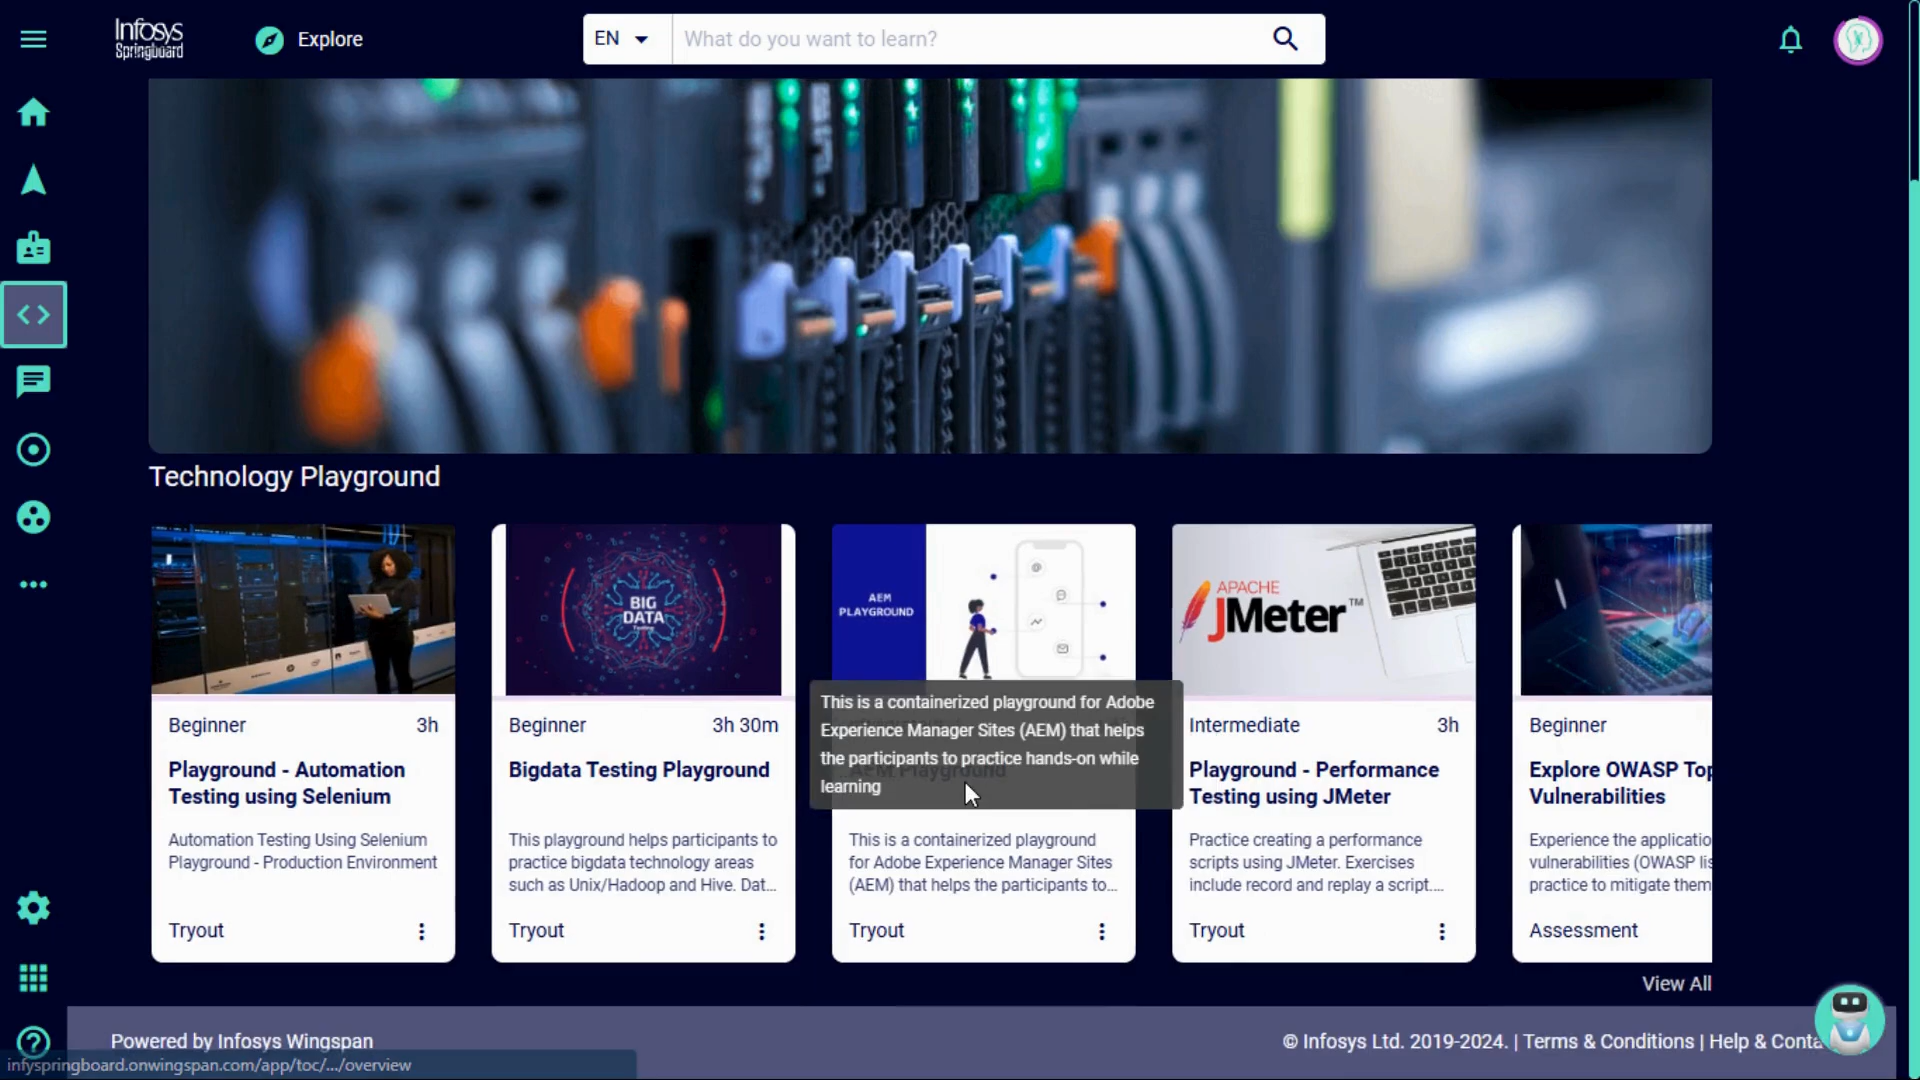 Infosys
Springboard
Explore
EN
What do you want to learn?
Technology Playground
BIG
DATA
Testing
AEM
PLAYGROUND
APACHE
JMeter™
Beginner 3h
Playground - Automation
Testing using Selenium
Automation Testing Using Selenium
Playground - Production Environment
Tryout
Beginner 3h 30m
Bigdata Testing Playground
This playground helps participants to
practice bigdata technology areas
such as Unix/Hadoop and Hive. Dat...
Tryout
This is a containerized playground for Adobe
Experience Manager Sites (AEM) that helps
the participants to practice hands-on while
learning
AEM Playground
This is a containerized playground
for Adobe Experience Manager Sites
(AEM) that helps the participants to...
Tryout
Intermediate 3h
Playground - Performance
Testing using JMeter
Practice creating a performance
scripts using JMeter. Exercises
include record and replay a script....
Tryout
Beginner
Explore OWASP Top
Vulnerabilities
Experience the applicatio
vulnerabilities (OWASP lis
practice to mitigate them
Assessment
View All
Powered by Infosys Wingspan
© Infosys Ltd. 2019-2024. | Terms & Conditions | Help & Conta
infyspringboard.onwingspan.com/app/toc/.../overview